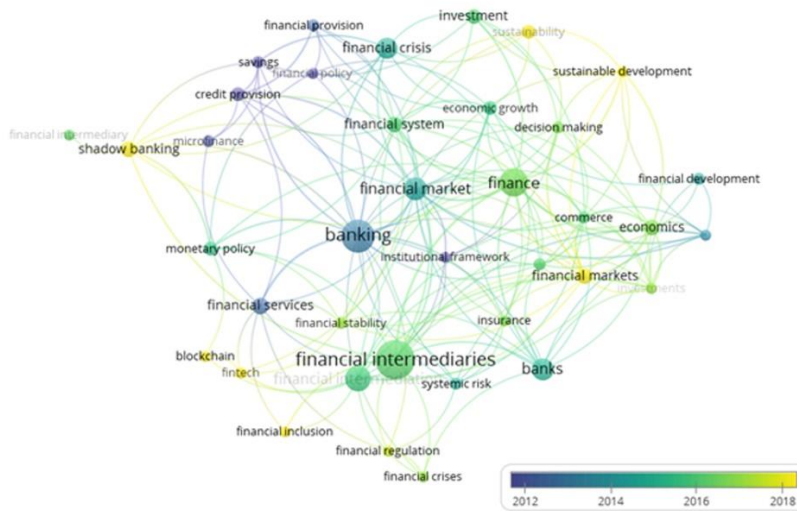 investment
financial provision
sustainability
financial crisis
savings
financial policy
sustainable development
credit provision
economic growth
financial system
decision making
financial intermediary
microfinance
shadow banking
financial development
finance
financial market
commerce
economics
banking
monetary policy
institutional framework
financial markets
investments
financial services
financial stability
insurance
blockchain
financial intermediaries
fintech
banks
financial intermediation
systemic risk
financial inclusion
financial regulation
financial crises
2012 2014 2016 2018